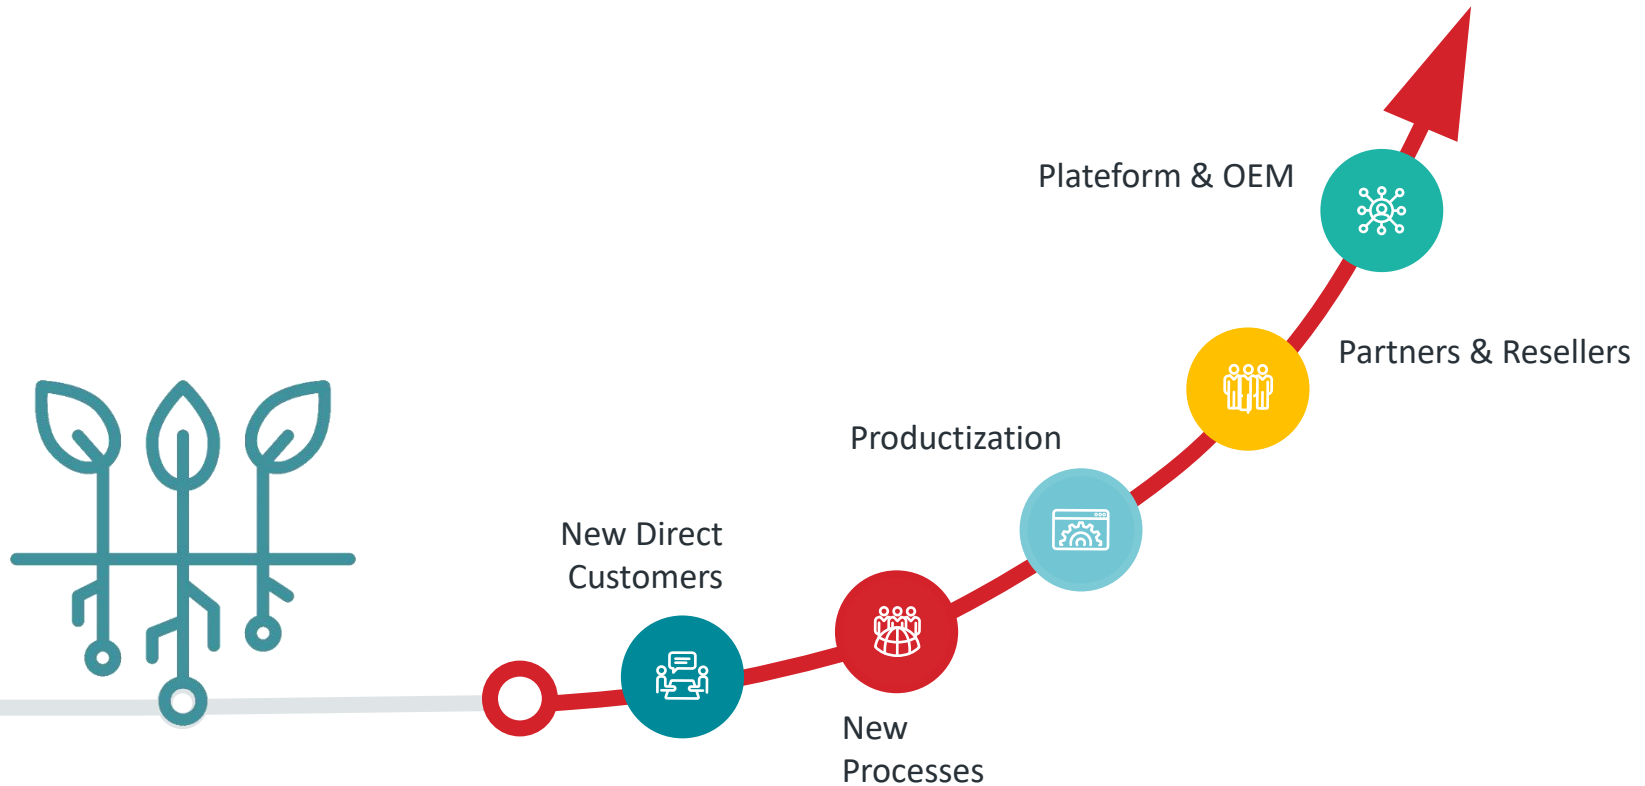 Plateform & OEM
Partners & Resellers
Productization
New Direct
Customers
New
Processes